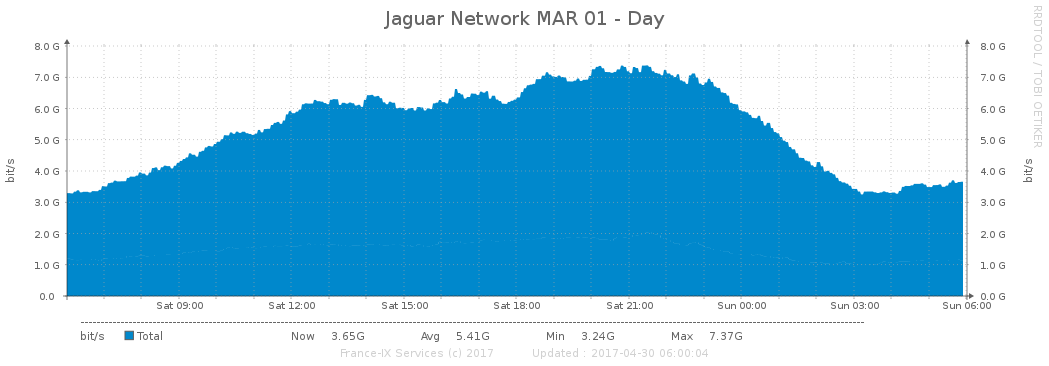 Jaguar Network MAR 01 - Day
RRDTOOL / TOBI OETIKER
bit/s
8.0 G 8.0 G
7.0 G 7.0 G
6.0 G 6.0 G
5.0 G 5.0 G
4.0 G 4.0 G
3.0 G 3.0 G
2.0 G 2.0 G
1.0 G 1.0 G
0.0 0.0 G
bit/s
Sat 09:00 Sat 12:00 Sat 15:00 Sat 18:00 Sat 21:00 Sun 00:00 Sun 03:00 Sun 06:00
bit/s Total Now 3.65G Avg 5.41G Min 3.24G Max 7.37G
France-IX Services (c) 2017 Updated : 2017-04-30 06:00:04